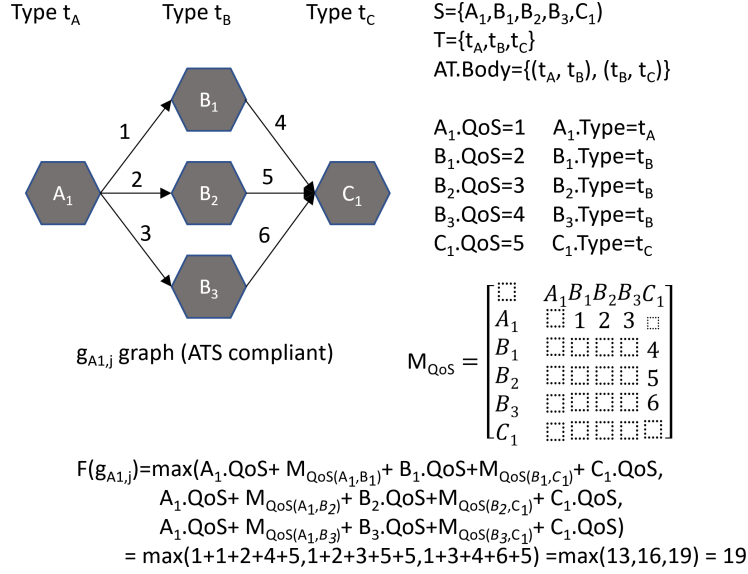 Type tA Type tB Type tC
S={A1,B1,B2,B3,C1)
T={tA,tB,tC}
AT.Body={(tA, tB), (tB, tC)}
B1
1
4
A1
2
B2
5
C1
3
6
B3
gA1,j graph (ATS compliant)
A1.QoS=1 A1.Type=tA
B1.QoS=2 B1.Type=tB
B2.QoS=3 B2.Type=tB
B3.QoS=4 B3.Type=tB
C1.QoS=5 C1.Type=tC
MQoS =
A1 B1 B2 B3 C1
A1 1 2 3
B1 4
B2 5
B3 6
C1
F(gA1,j)=max(A1.QoS+ MQoS(A1,B1)+ B1.QoS+MQoS(B1,C1)+ C1.QoS,
A1.QoS+ MQoS(A1,B2)+ B2.QoS+MQoS(B2,C1)+ C1.QoS,
A1.QoS+ MQoS(A1,B3)+ B3.QoS+MQoS(B3,C1)+ C1.QoS)
= max(1+1+2+4+5,1+2+3+5+5,1+3+4+6+5) =max(13,16,19) = 19